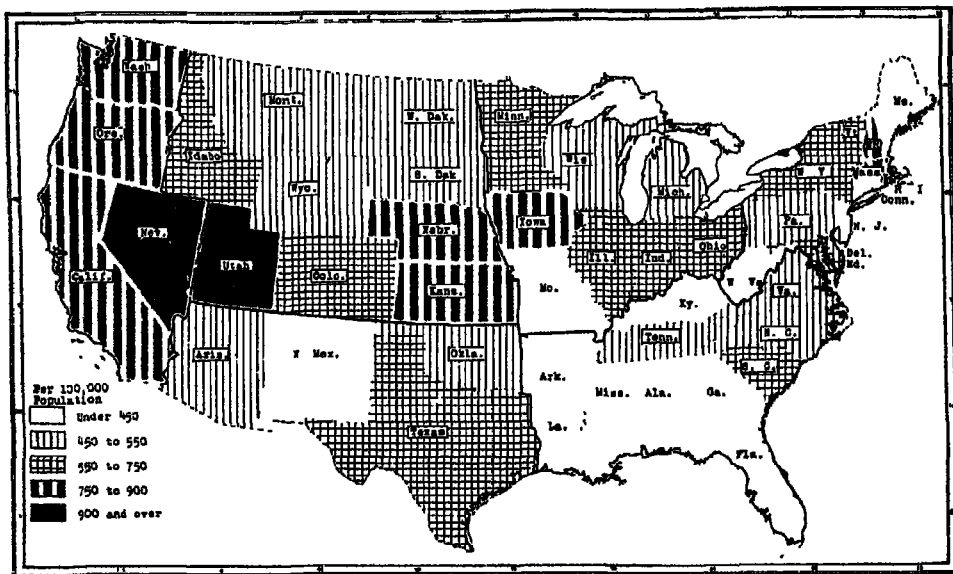 Wash
Ore.
Idaho
Mont.
N. Dak.
S. Dak
Minn.
Wis
Mich.
Me.
Vt
N Y
Mass
R I
Conn.
N. J.
Pa.
Del.
Md.
Wyo.
Nebr.
Iowa
Nev.
Utah
Calif.
Colo.
Kans.
Mo.
Ill.
Ind.
Ohio
W Va
Va.
Ky.
Tenn.
N. C.
S. C.
Ariz.
N Mex.
Okla.
Texas
Ark.
La.
Miss.
Ala.
Ga.
Fla.
Per 100,000
Population
Under 450
450 to 550
550 to 750
750 to 900
900 and over